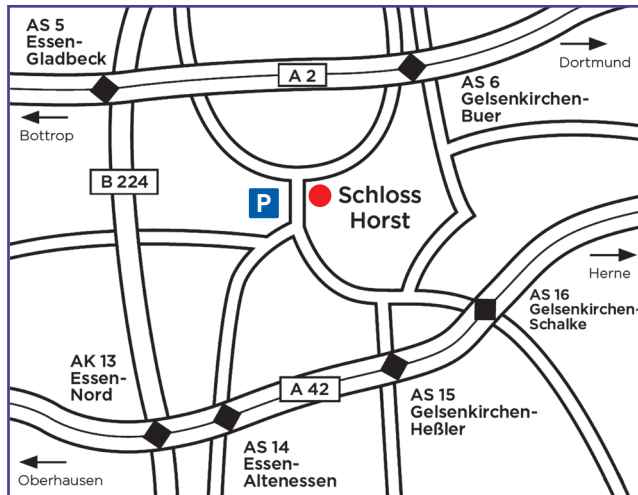 AS 5
Essen-
Gladbeck
A 2
Dortmund
AS 6
Gelsenkirchen-
Buer
Bottrop
B 224
P
Schloss
Horst
Herne
AS 16
Gelsenkirchen-
Schalke
AK 13
Essen-
Nord
A 42
AS 15
Gelsenkirchen-
Heßler
AS 14
Essen-
Altenessen
Oberhausen